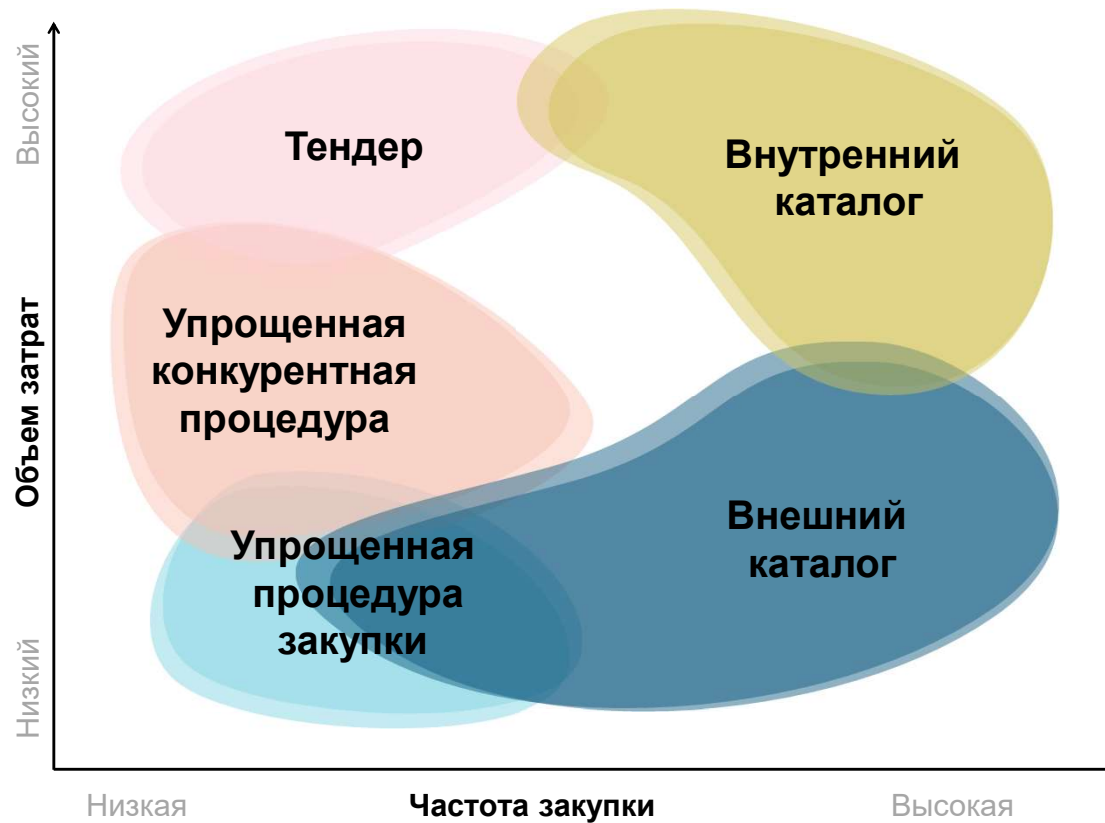 Высокий
Тендер
Внутренний
каталог
Объем затрат
Упрощенная
конкурентная
процедура
Внешний
каталог
Упрощенная
процедура
закупки
Низкий
Низкая
Частота закупки
Высокая